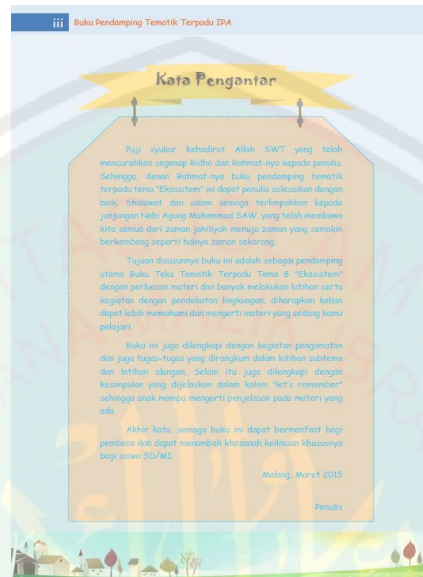 iii Buku Pendamping Tematik Terpadu IPA
Kata Pengantar
Puji syukur kehadirat Allah SWT yang telah
mencurahkan segenap Ridho dan Rahmat-nya kepada penulis.
Sehingga, denan Rahmat-nya buku pendamping tematik
terpadu tema "Ekosistem" ini dapat penulis selesaikan dengan
baik. Shalawat dan salam semoga terlimpahkan kepada
junjungan Nabi Agung Muhammad SAW, yang telah membawa
kita semua dari zaman jahiliyah menuju zaman yang semakin
berkembang seperti halnya zaman sekarang.
Tujuan disusunnya buku ini adalah sebagai pendamping
utama Buku Teks Tematik Terpadu Tema 8 "Ekosistem"
dengan perluasan materi dan banyak melakukan latihan serta
kegiatan dengan pendekatan lingkungan, diharapkan kalian
dapat lebih memahami dan mengerti materi yang sedang kamu
pelajari.
Buku ini juga dilengkapi dengan kegiatan pengamatan
dan juga tugas-tugas yang dirangkum dalam latihan subtema
dan latihan ulangan. Selain itu juga dilengkapi dengan
kesimpulan yang dijelaskan dalam kolom "let's remember"
sehingga anak mampu mengerti penjelasan pada materi yang
ada.
Akhir kata, semoga buku ini dapat bermanfaat bagi
pembaca dan dapat menambah khazanah keilmuan khususnya
bagi siswa SD/MI.
Malang, Maret 2015
Penulis